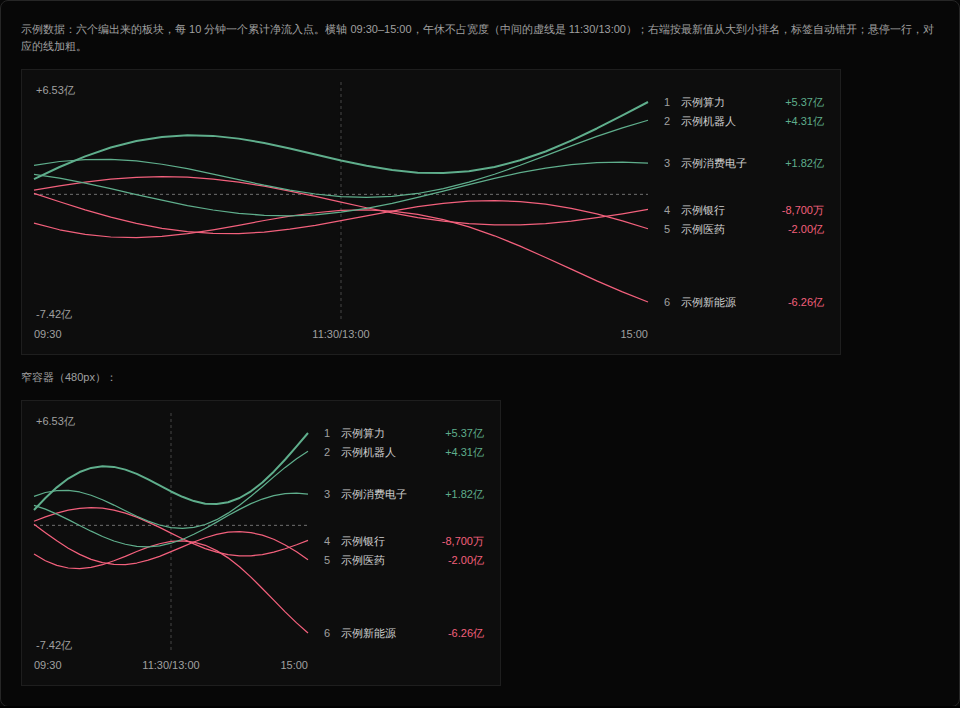 示例数据：六个编出来的板块，每 10 分钟一个累计净流入点。横轴 09:30–15:00，午休不占宽度（中间的虚线是 11:30/13:00）；右端按最新值从大到小排名，标签自动错开；悬停一行，对
应的线加粗。
+6.53亿
1 示例算力 +5.37亿
2 示例机器人 +4.31亿
3 示例消费电子 +1.82亿
4 示例银行 -8,700万
5 示例医药 -2.00亿
6 示例新能源 -6.26亿
-7.42亿
09:30 11:30/13:00 15:00
窄容器（480px）：
+6.53亿
1 示例算力 +5.37亿
2 示例机器人 +4.31亿
3 示例消费电子 +1.82亿
4 示例银行 -8,700万
5 示例医药 -2.00亿
6 示例新能源 -6.26亿
-7.42亿
09:30 11:30/13:00 15:00